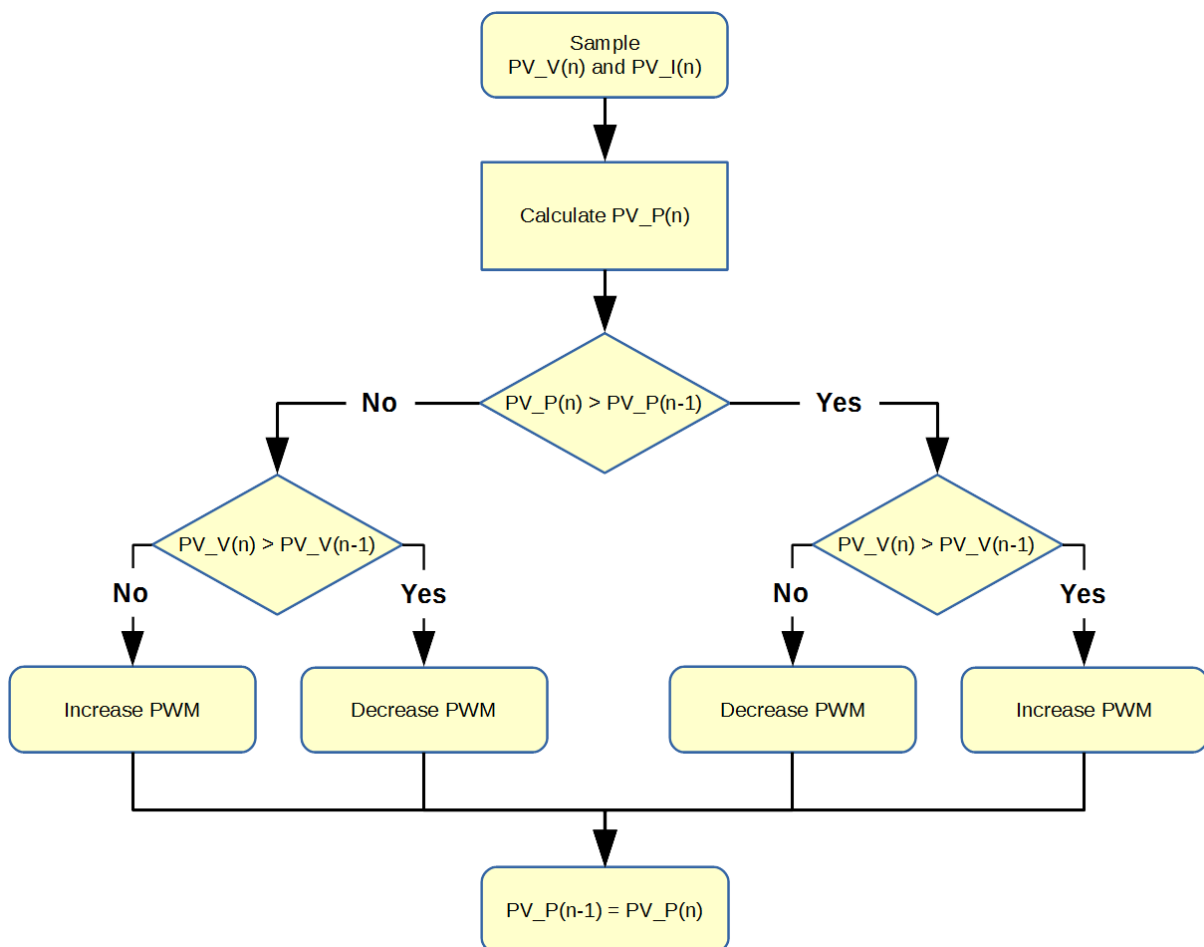 Sample
PV_V(n) and PV_I(n)
Calculate PV_P(n)
PV_P(n) > PV_P(n-1)
No
Yes
PV_V(n) > PV_V(n-1)
PV_V(n) > PV_V(n-1)
No
Yes
No
Yes
Increase PWM
Decrease PWM
Decrease PWM
Increase PWM
PV_P(n-1) = PV_P(n)